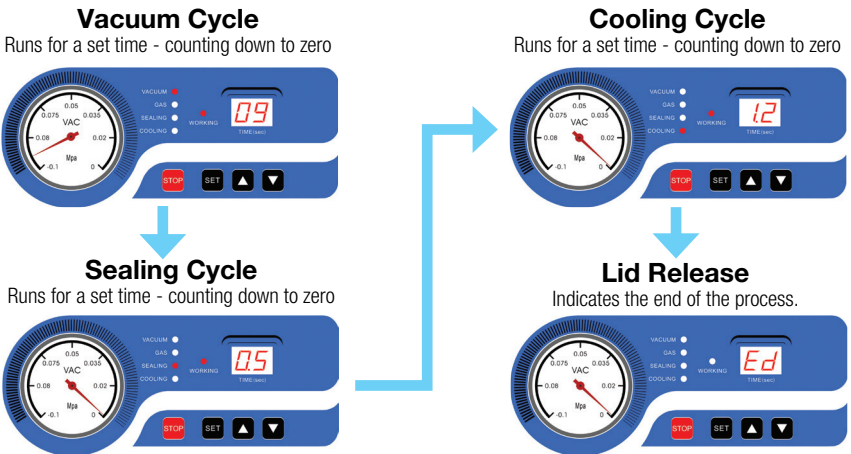 Vacuum Cycle
Runs for a set time - counting down to zero
0.05
0.075
0.035
VAC
0.08
0.02
Mpa
-0.1
0
VACUUM
GAS
SEALING
COOLING
WORKING
09
TIME(sec)
STOP
SET
Sealing Cycle
Runs for a set time - counting down to zero
0.05
0.075
0.035
VAC
0.08
0.02
Mpa
-0.1
0
VACUUM
GAS
SEALING
COOLING
WORKING
0.5
TIME(sec)
STOP
SET
Cooling Cycle
Runs for a set time - counting down to zero
0.05
0.075
0.035
VAC
0.08
0.02
Mpa
-0.1
0
VACUUM
GAS
SEALING
COOLING
WORKING
1.2
TIME(sec)
STOP
SET
Lid Release
Indicates the end of the process.
0.05
0.075
0.035
VAC
0.08
0.02
Mpa
-0.1
0
VACUUM
GAS
SEALING
COOLING
WORKING
Ed
TIME(sec)
STOP
SET